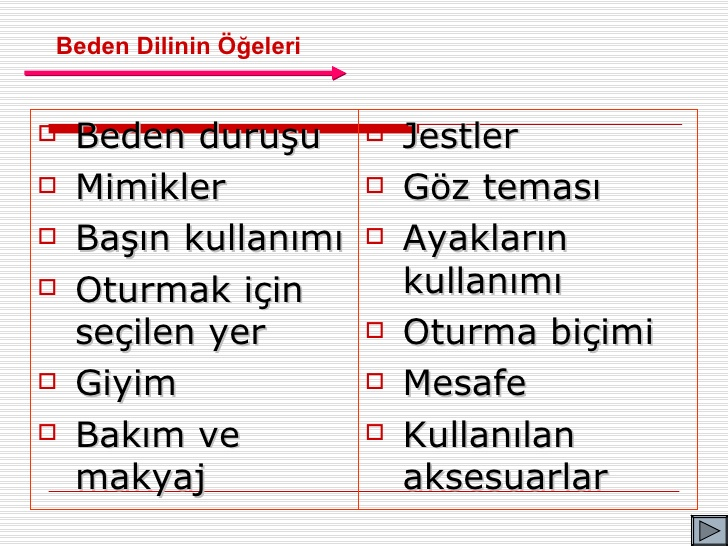 Beden Dilinin Öğeleri
Beden duruşu
Mimikler
Başın kullanımı
Oturmak için
seçilen yer
Giyim
Bakım ve
makyaj
Jestler
Göz teması
Ayakların
kullanımı
Oturma biçimi
Mesafe
Kullanılan
aksesuarlar